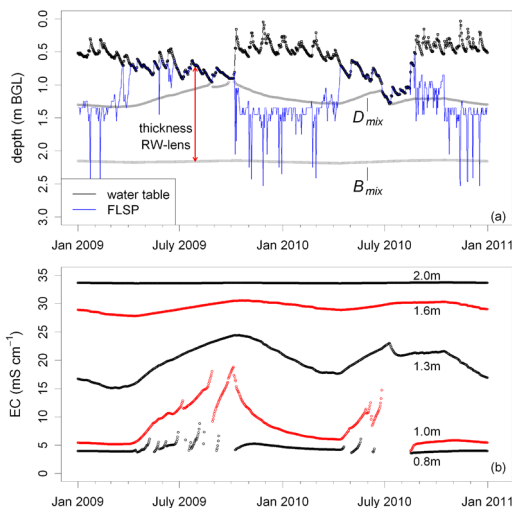 0.0
0.5
1.0
1.5
2.0
2.5
3.0
depth (m BGL)
thickness
RW-lens
D mix
B mix
water table
FLSP
(a)
Jan 2009
July 2009
Jan 2010
July 2010
Jan 2011
35
30
25
20
15
10
5
0
EC (mS cm⁻¹)
2.0m
1.6m
1.3m
1.0m
0.8m
(b)
Jan 2009
July 2009
Jan 2010
July 2010
Jan 2011